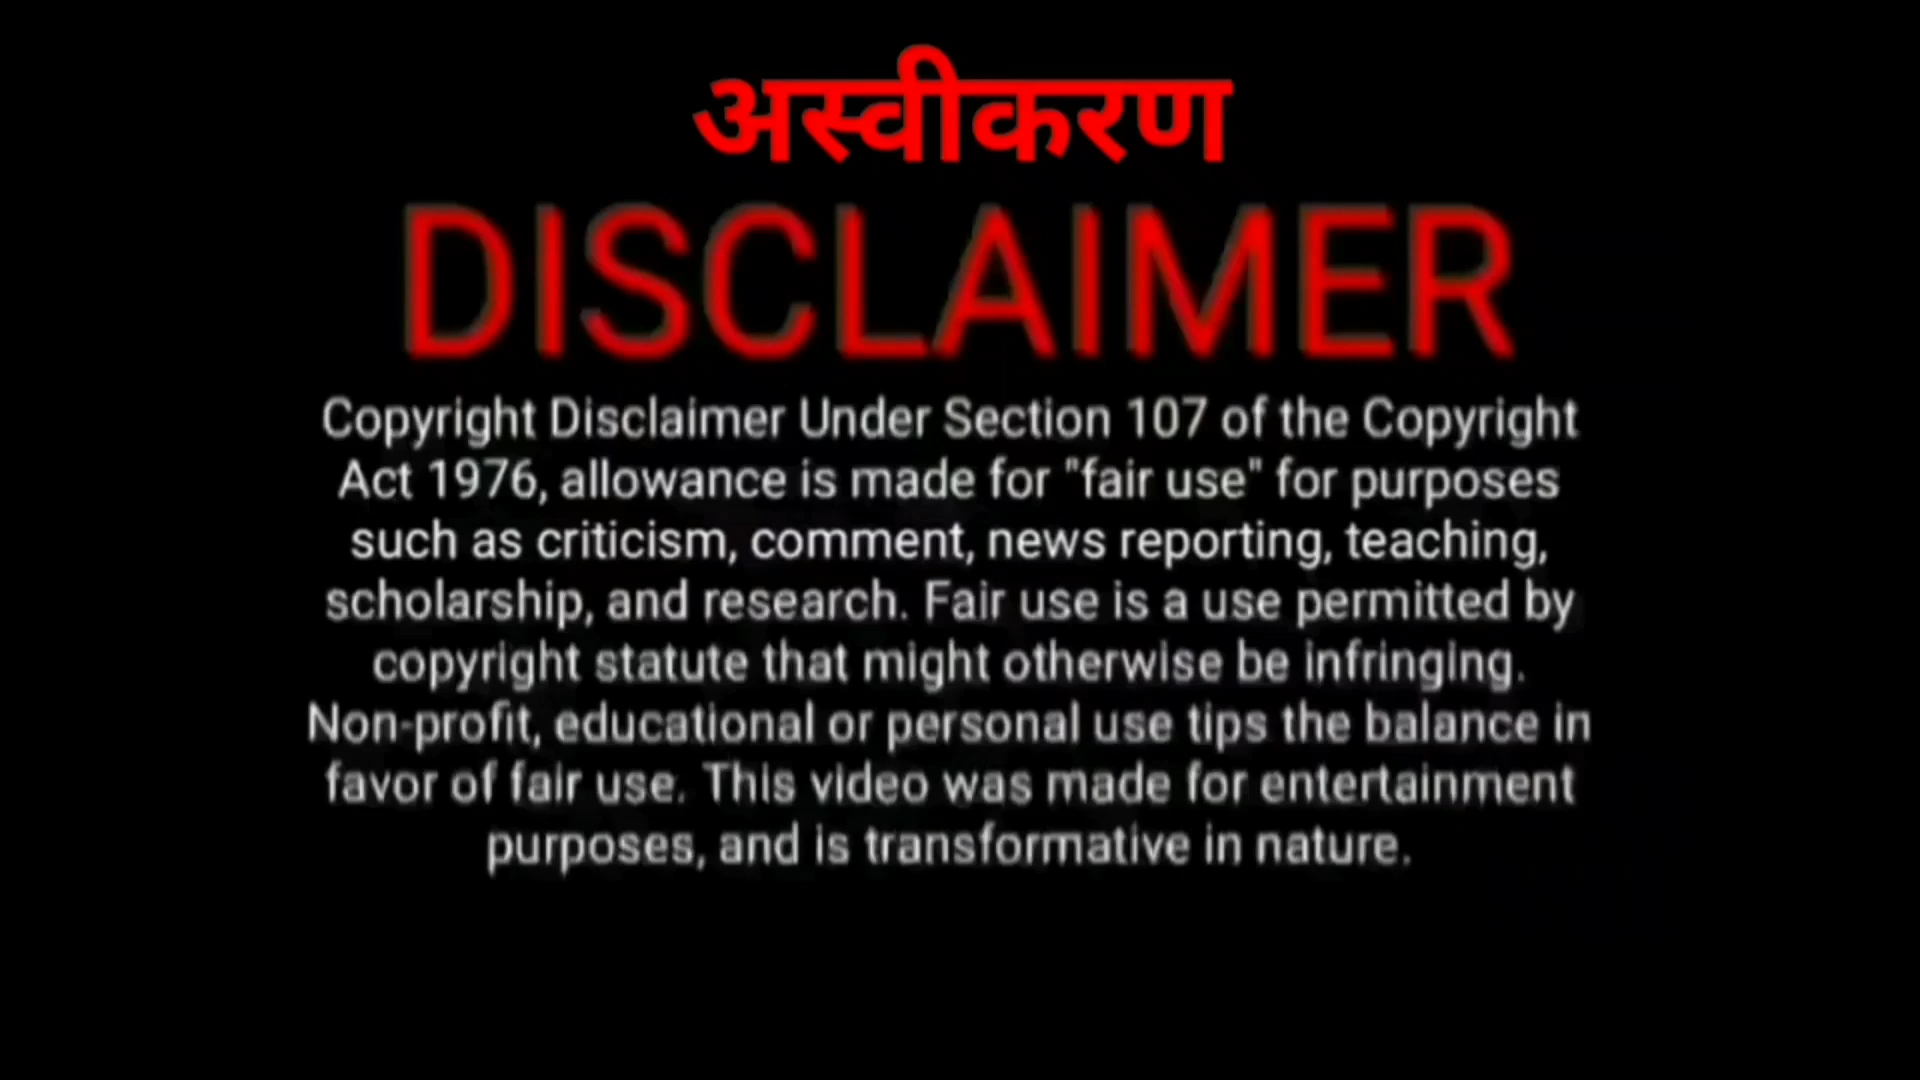 अस्वीकरण
DISCLAIMER
Copyright Disclaimer Under Section 107 of the Copyright
Act 1976, allowance is made for "fair use" for purposes
such as criticism, comment, news reporting, teaching,
scholarship, and research. Fair use is a use permitted by
copyright statute that might otherwise be infringing.
Non-profit, educational or personal use tips the balance in
favor of fair use. This video was made for entertainment
purposes, and is transformative in nature.